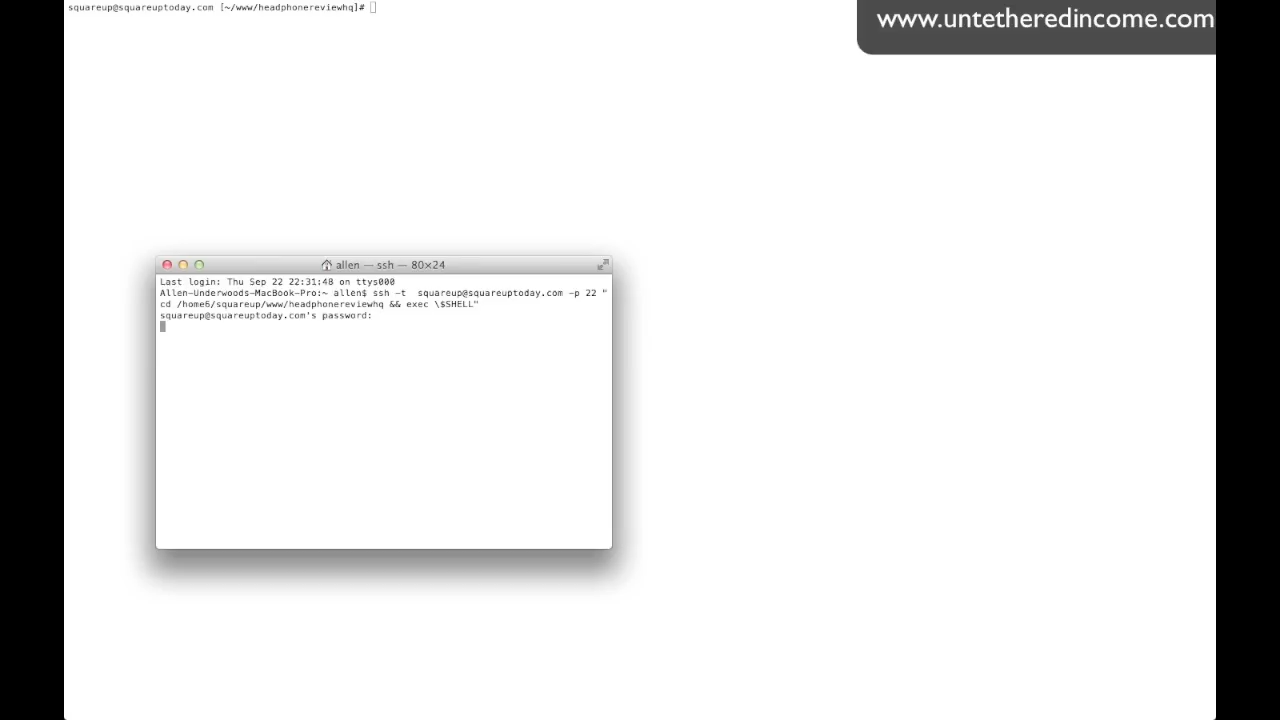 squareup@squareuptoday.com [~/www/headphonereviewhq]#
www.untetheredincome.com
allen — ssh — 80×24
Last login: Thu Sep 22 22:31:48 on ttys000
Allen-Underwoods-MacBook-Pro:~ allen$ ssh -t  squareup@squareuptoday.com -p 22 "
cd /home6/squareup/www/headphonereviewhq && exec \$SHELL"
squareup@squareuptoday.com's password: